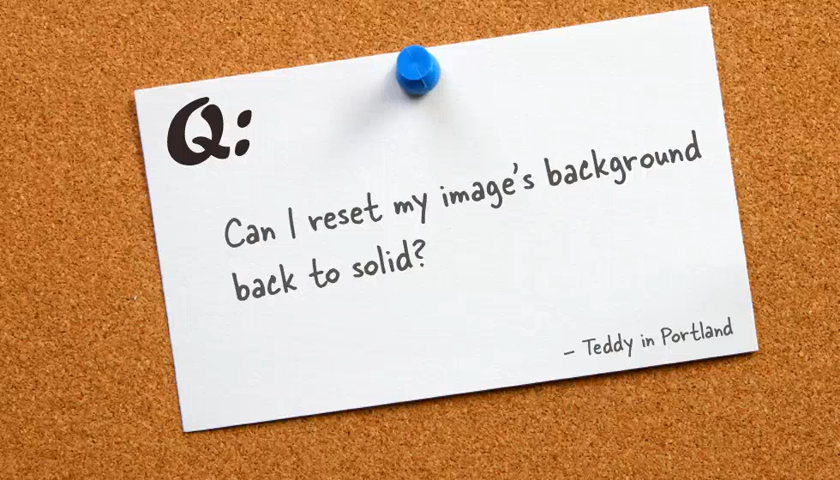 Q:
Can I reset my image's background
back to solid?
– Teddy in Portland